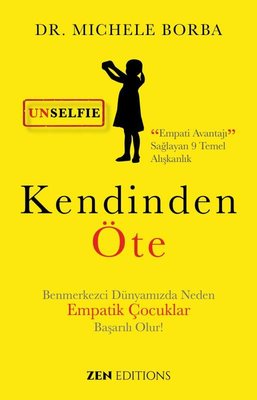 DR. MICHELE BORBA
UNSELFIE
“Empati Avantajı”
Sağlayan 9 Temel
Alışkanlık
Kendinden
Öte
Benmerkezci Dünyamızda Neden
Empatik Çocuklar
Başarılı Olur!
ZEN EDITIONS